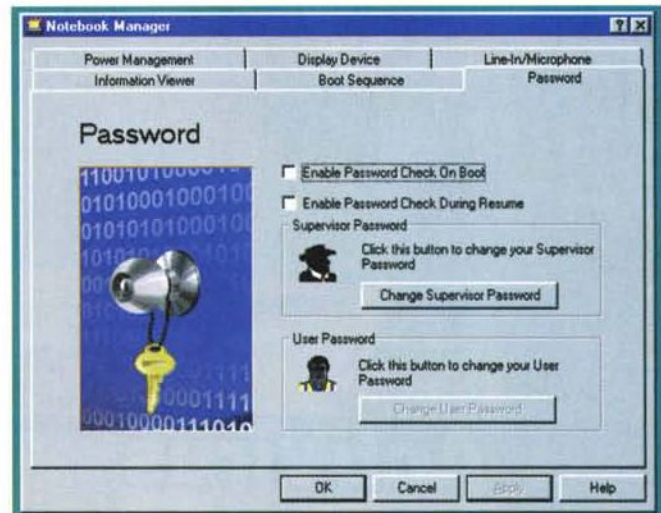 Notebook Manager
Power Management
Display Device
Line-In/Microphone
Information Viewer
Boot Sequence
Password
Password
Enable Password Check On Boot
Enable Password Check During Resume
Supervisor Password
Click this button to change your Supervisor
Password
Change Supervisor Password
User Password
Click this button to change your User
Password
Change User Password
OK
Cancel
Apply
Help